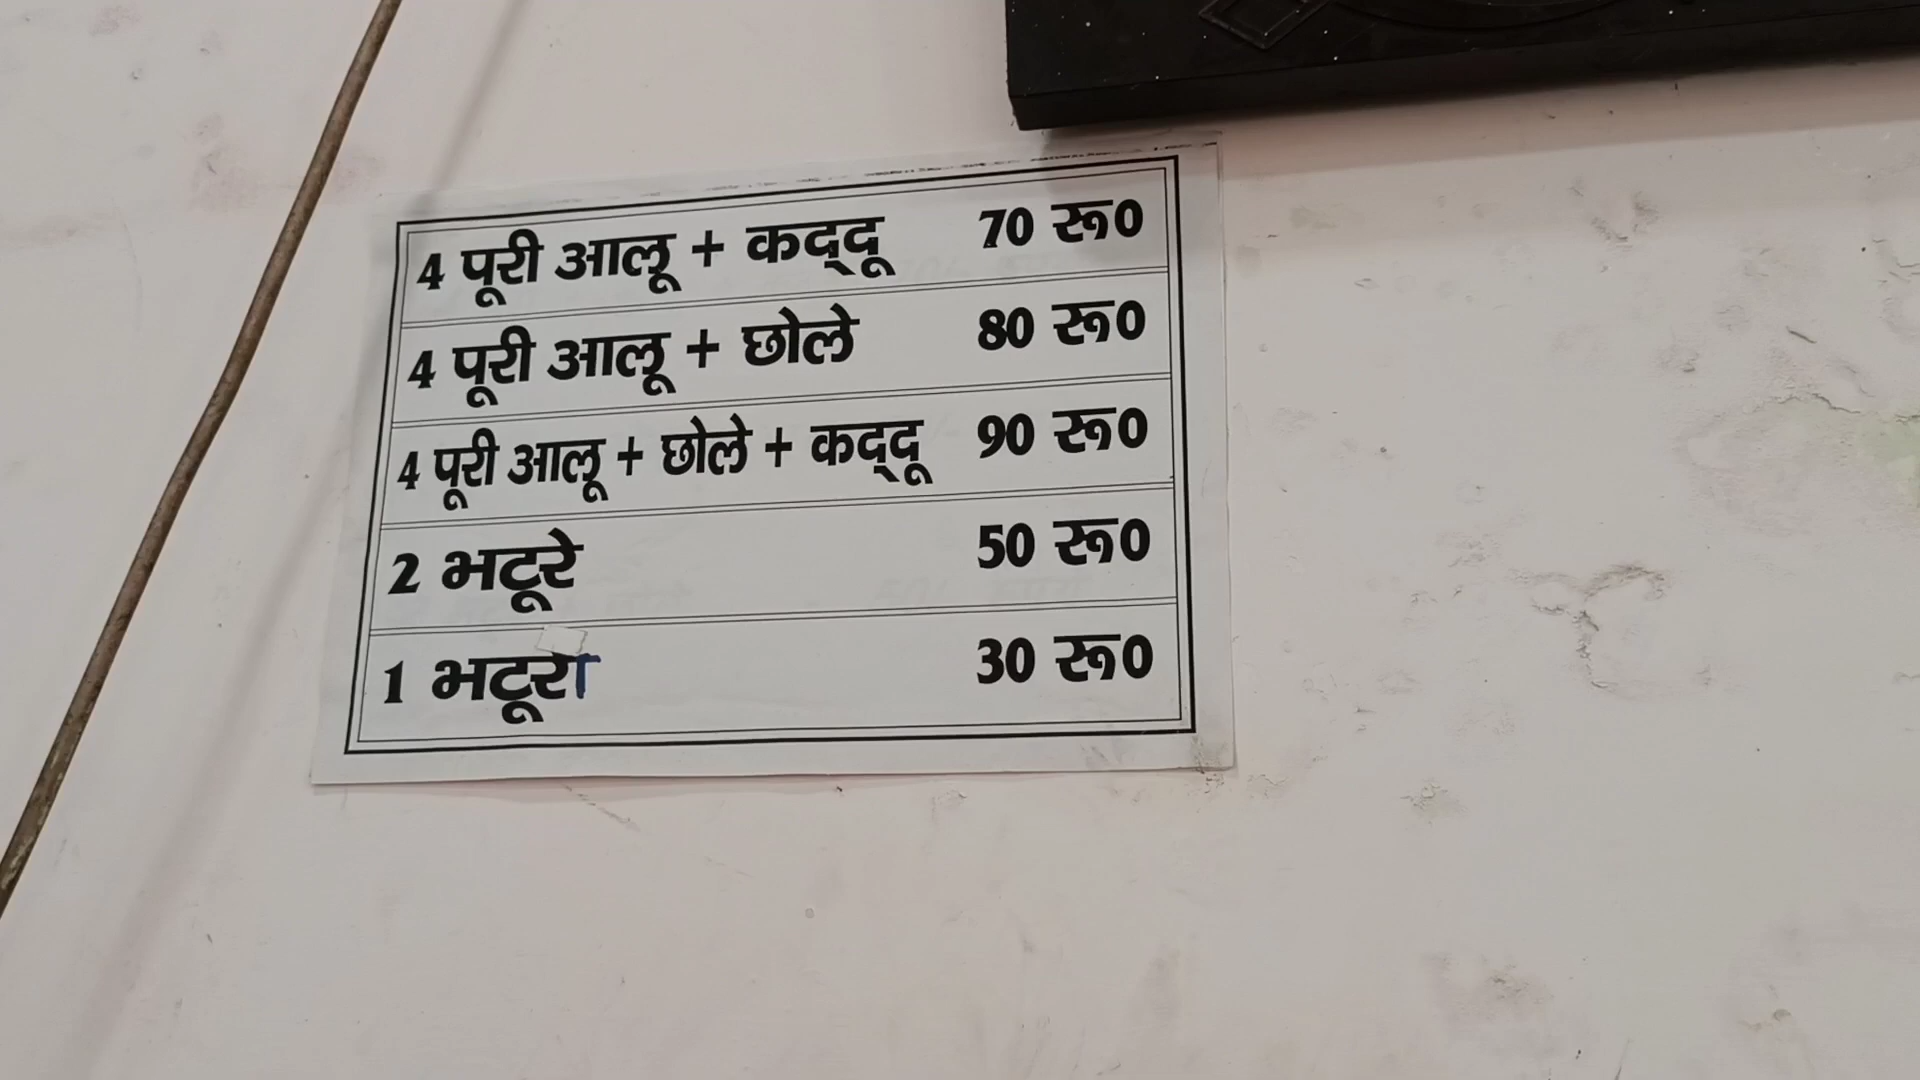 4 पूरी आलू + कद्दू 70 रू0
4 पूरी आलू + छोले 80 रू0
4 पूरी आलू + छोले + कद्दू 90 रू0
2 भटूरे 50 रू0
1 भटूरा 30 रू0